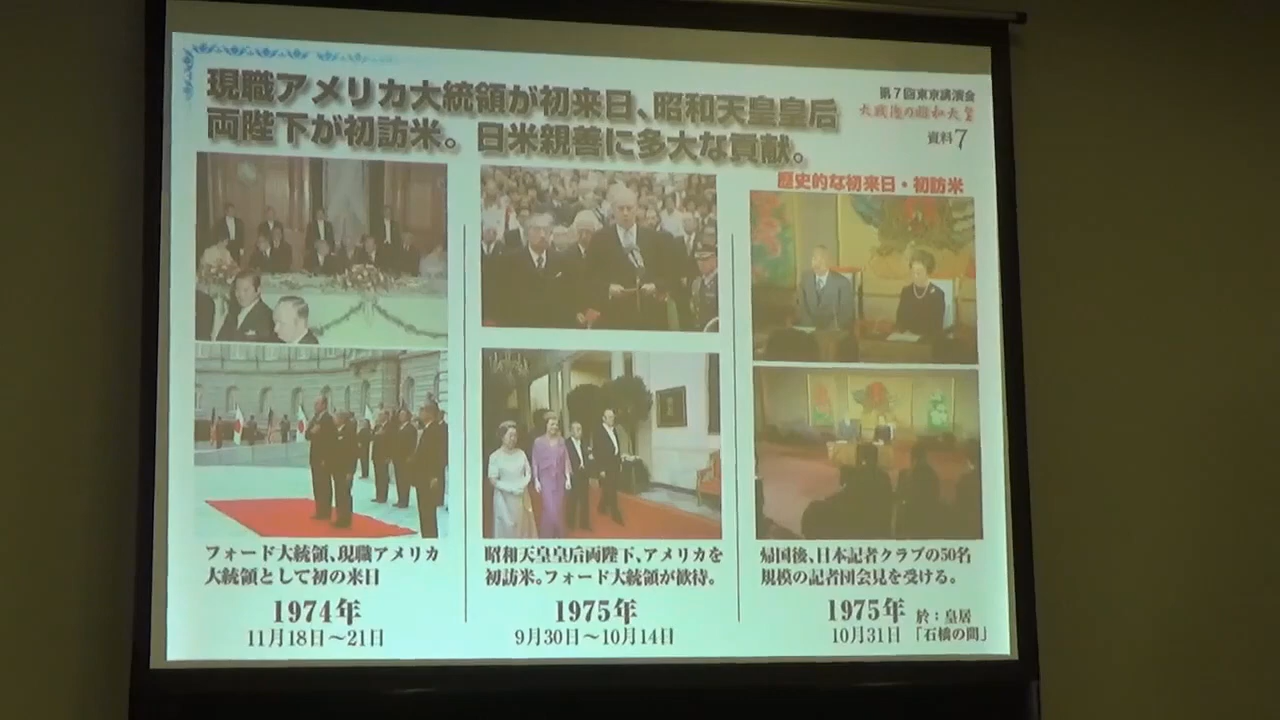 現職アメリカ大統領が初来日、昭和天皇皇后
両陛下が初訪米。日米親善に多大な貢献。
第7回東京講演会
大戦後の昭和天皇
資料7
歴史的な初来日・初訪米
フォード大統領、現職アメリカ
大統領として初の来日
1974年
11月18日～21日
昭和天皇皇后両陛下、アメリカを
初訪米。フォード大統領が歓待。
1975年
9月30日～10月14日
帰国後、日本記者クラブの50名
規模の記者団会見を受ける。
1975年
10月31日
於：皇居
「石橋の間」